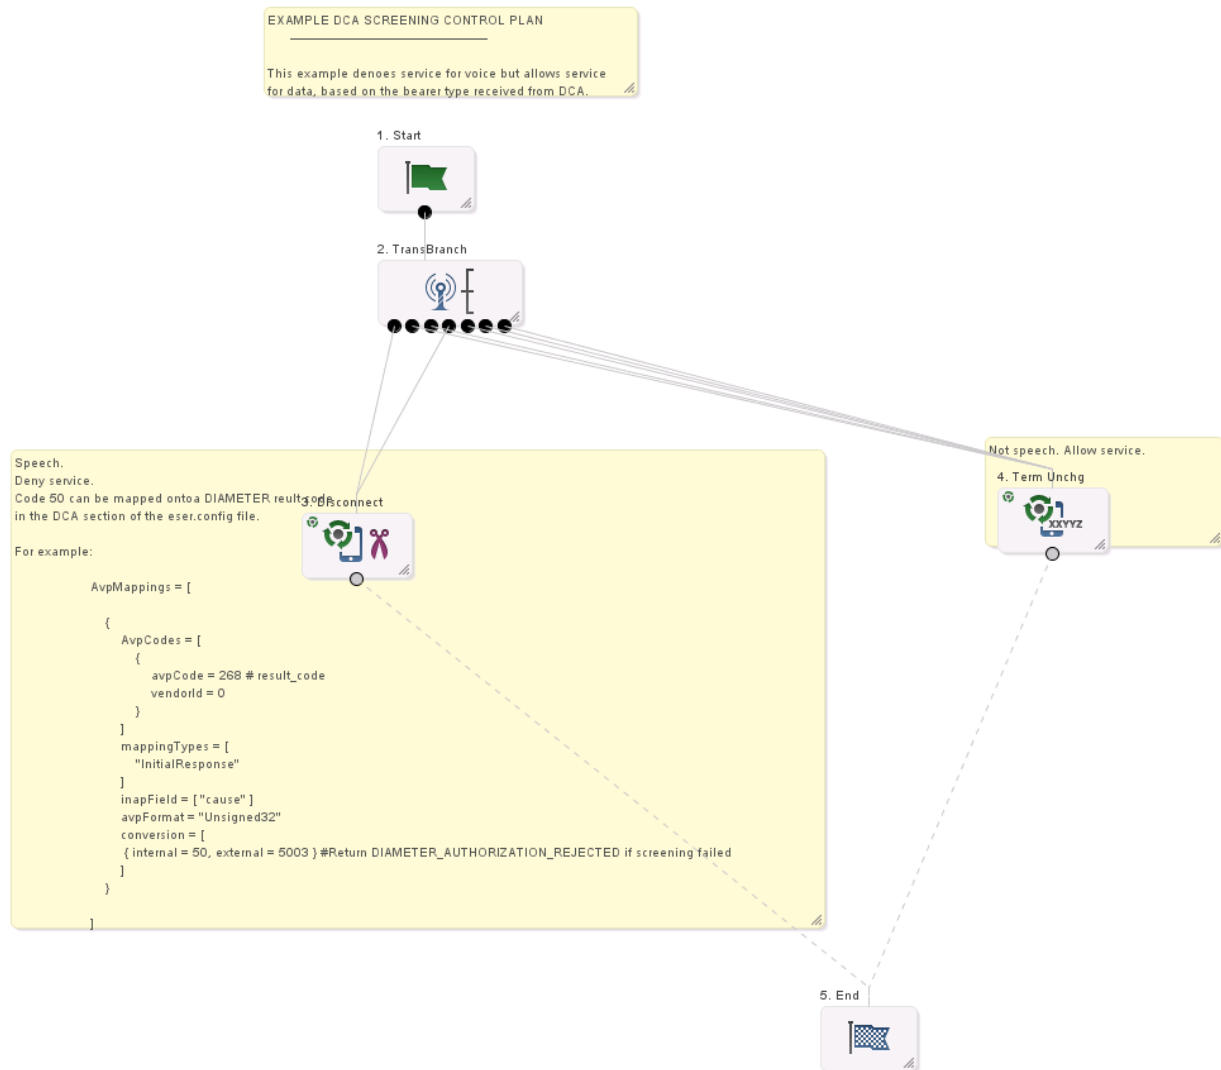 EXAMPLE DCA SCREENING CONTROL PLAN
This example denoes service for voice but allows service
for data, based on the bearer type received from DCA.
1. Start
2. TransBranch
Speech.
Deny service.
Code 50 can be mapped ontoa DIAMETER reult code
in the DCA section of the eser.config file.
For example:
AvpMappings = [
{
AvpCodes = [
{
avpCode = 268 # result_code
vendorId = 0
}
]
mappingTypes = [
"InitialResponse"
]
inapField = [ "cause" ]
avpFormat = "Unsigned32"
conversion = [
{ internal = 50, external = 5003 } #Return DIAMETER_AUTHORIZATION_REJECTED if screening failed
]
}
]
3. Disconnect
Not speech. Allow service.
4. Term Unchg
XXYYZ
5. End